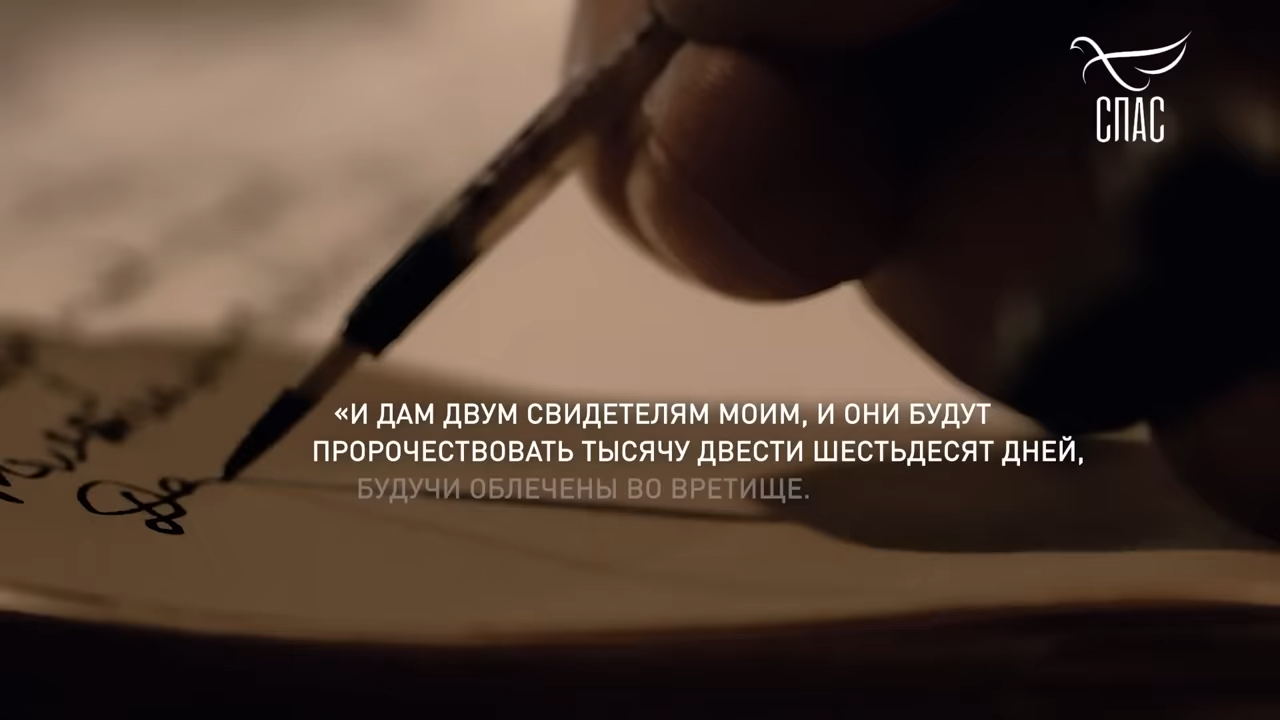 СПАС
«И ДАМ ДВУМ СВИДЕТЕЛЯМ МОИМ, И ОНИ БУДУТ
ПРОРОЧЕСТВОВАТЬ ТЫСЯЧУ ДВЕСТИ ШЕСТЬДЕСЯТ ДНЕЙ,
БУДУЧИ ОБЛЕЧЕНЫ ВО ВРЕТИЩЕ.